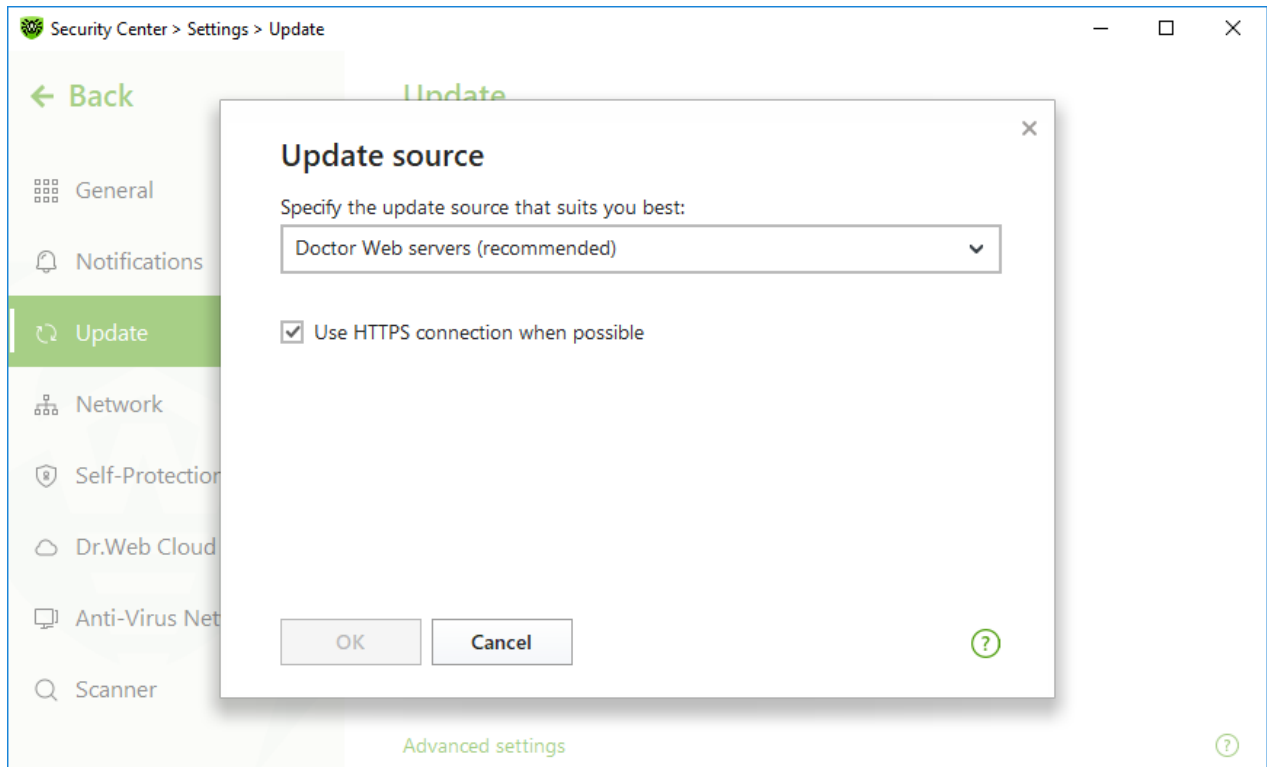 Security Center > Settings > Update
Back
Update
Update source
Specify the update source that suits you best:
Doctor Web servers (recommended)
Use HTTPS connection when possible
OK
Cancel
?
General
Notifications
Update
Network
Self-Protection
Dr.Web Cloud
Anti-Virus Net
Scanner
Advanced settings
?